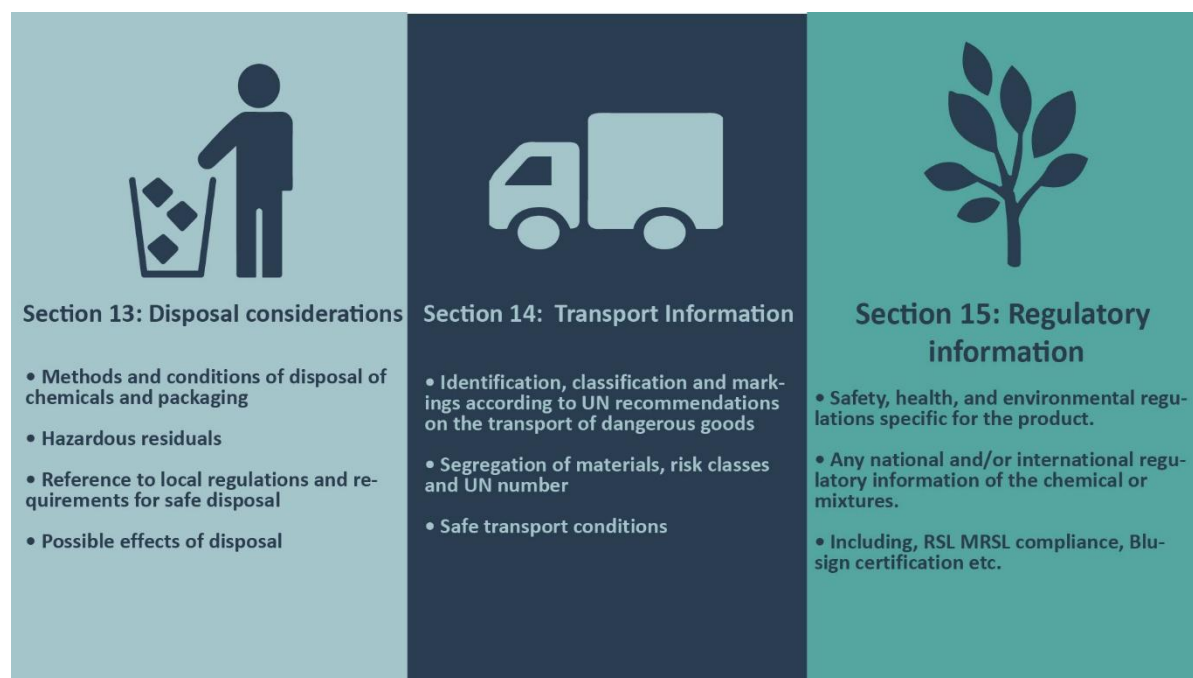 Section 13: Disposal considerations
• Methods and conditions of disposal of
chemicals and packaging
• Hazardous residuals
• Reference to local regulations and re-
quirements for safe disposal
• Possible effects of disposal
Section 14: Transport Information
• Identification, classification and mark-
ings according to UN recommendations
on the transport of dangerous goods
• Segregation of materials, risk classes
and UN number
• Safe transport conditions
Section 15: Regulatory
information
• Safety, health, and environmental regu-
lations specific for the product.
• Any national and/or international regu-
latory information of the chemical or
mixtures.
• Including, RSL MRSL compliance, Blu-
sign certification etc.